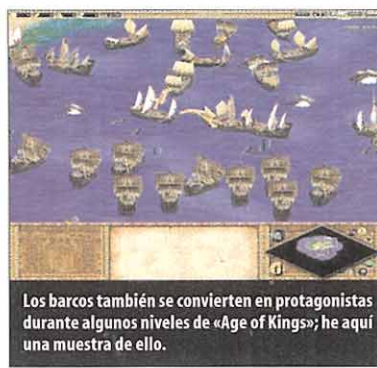 Los barcos también se convierten en protagonistas
durante algunos niveles de «Age of Kings»; he aquí
una muestra de ello.